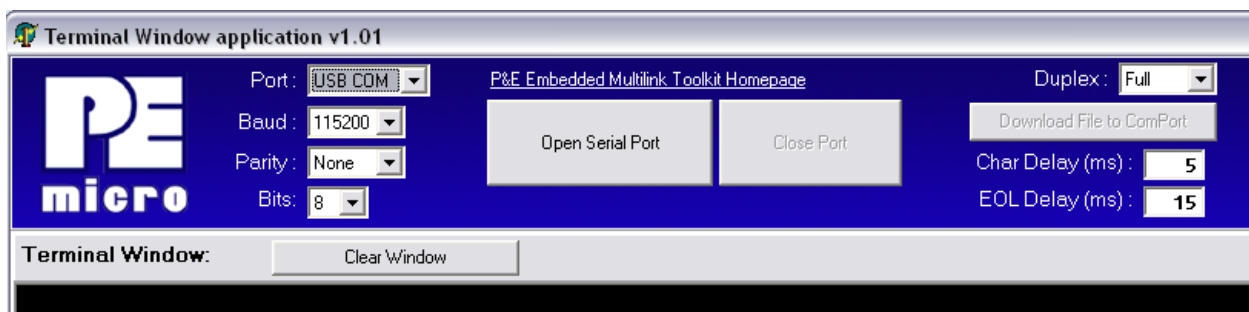 Terminal Window application v1.01
PE
micro
Port : USB COM
Baud : 115200
Parity : None
Bits: 8
P&E Embedded Multilink Toolkit Homepage
Open Serial Port
Close Port
Duplex : Full
Download File to ComPort
Char Delay (ms) : 5
EOL Delay (ms) : 15
Terminal Window:
Clear Window